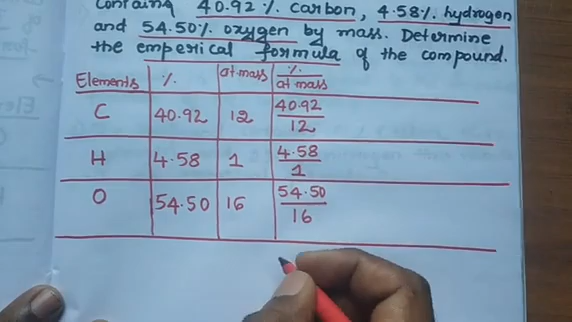 Containg 40.92 %. carbon, 4.58%. hydrogen
and 54.50%. oxygen by mass. Determine
the emperical formula of the compound.
Elements %. at.mass %./at.mass
C 40.92 12 40.92/12
H 4.58 1 4.58/1
O 54.50 16 54.50/16